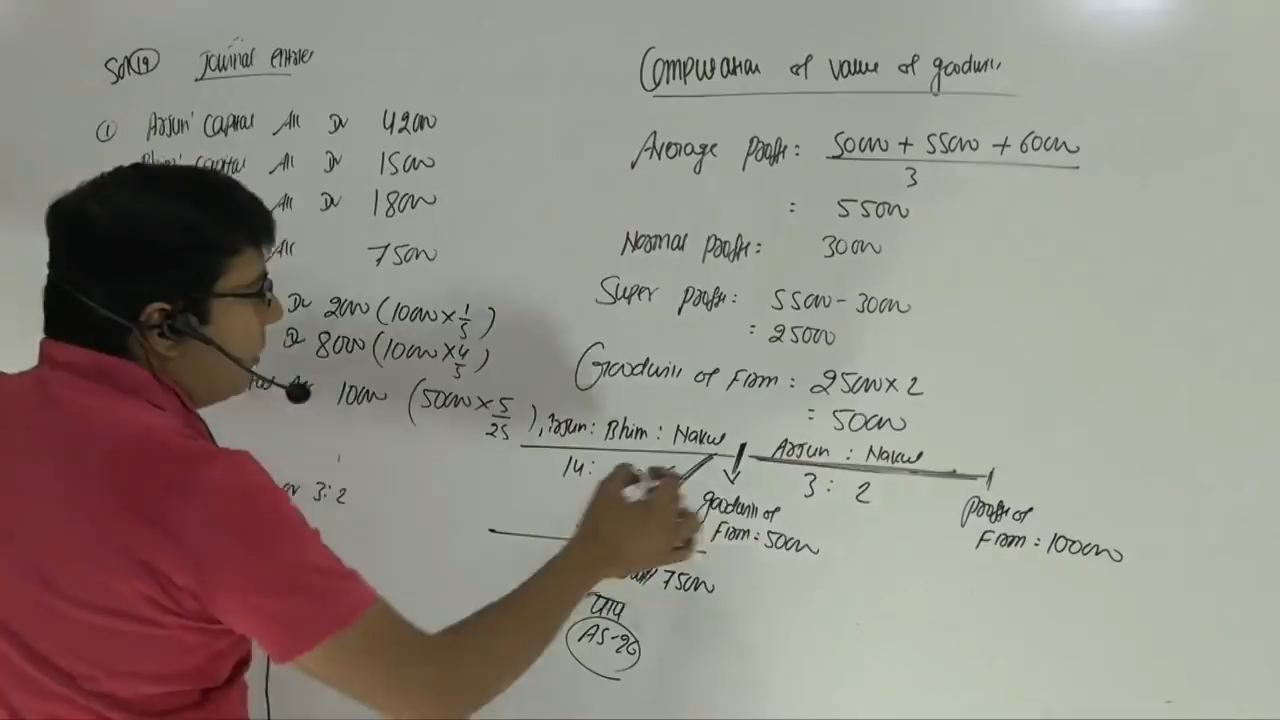 Soln 19 Journal entries
① Arjun' Capital A/c Dr 42000
Bhim' Capital A/c Dr 15000
A/c Dr 18000
A/c 75000
Dr 2000 (10000 × 1/5)
Dr 8000 (10000 × 4/5)
A/c 10000 (50000 × 5/25)
3:2
Computation of value of goodwill
Average Profit: 50000 + 55000 + 60000
3
: 55000
Normal profit: 30000
Super profit: 55000 - 30000
: 25000
Goodwill of Firm: 25000 × 2
: 50000
Arjun: Bhim: Nakul
14:
Arjun : Nakul
3 : 2
goodwill of
Firm: 50000
Profit of
Firm: 100000
75000
AS-26